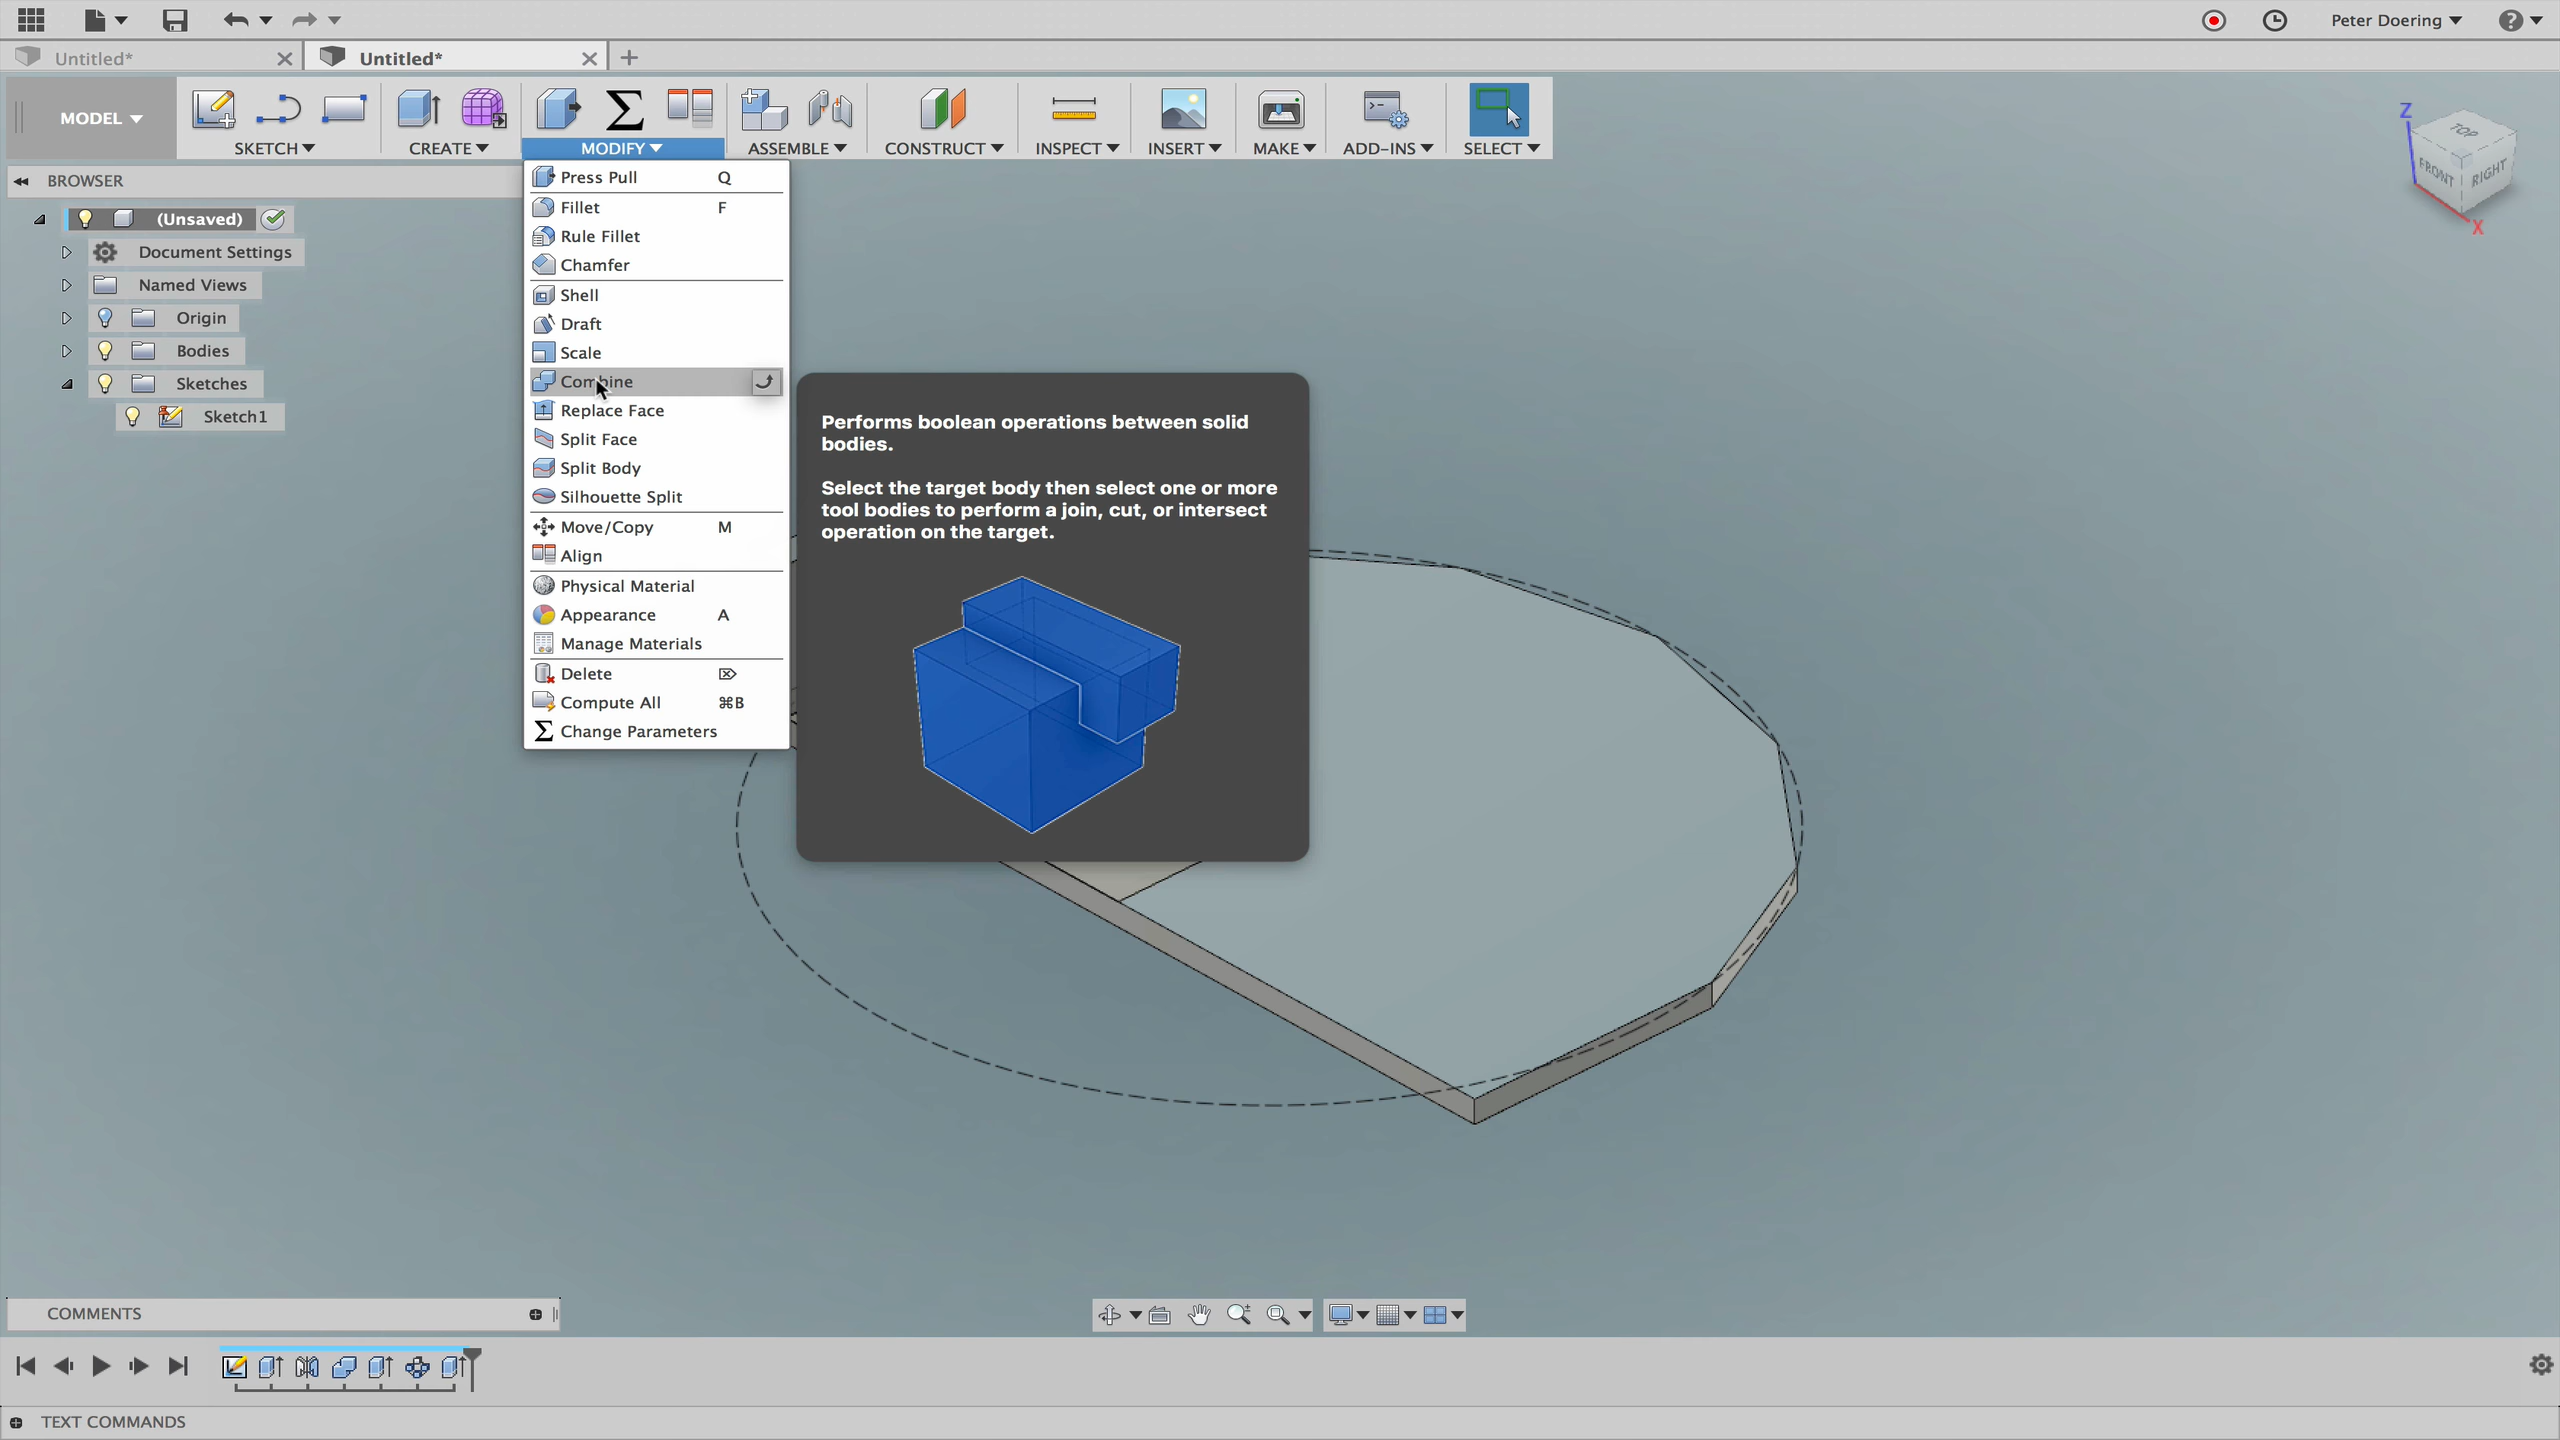 Peter Doering
Untitled*
Untitled*
MODEL
SKETCH
CREATE
MODIFY
ASSEMBLE
CONSTRUCT
INSPECT
INSERT
MAKE
ADD-INS
SELECT
Z
TOP
FRONT
RIGHT
X
BROWSER
(Unsaved)
Document Settings
Named Views
Origin
Bodies
Sketches
Sketch1
Press Pull Q
Fillet F
Rule Fillet
Chamfer
Shell
Draft
Scale
Combine
Replace Face
Split Face
Split Body
Silhouette Split
Move/Copy M
Align
Physical Material
Appearance A
Manage Materials
Delete ⌦
Compute All ⌘B
Change Parameters
Performs boolean operations between solid
bodies.
Select the target body then select one or more
tool bodies to perform a join, cut, or intersect
operation on the target.
COMMENTS
TEXT COMMANDS